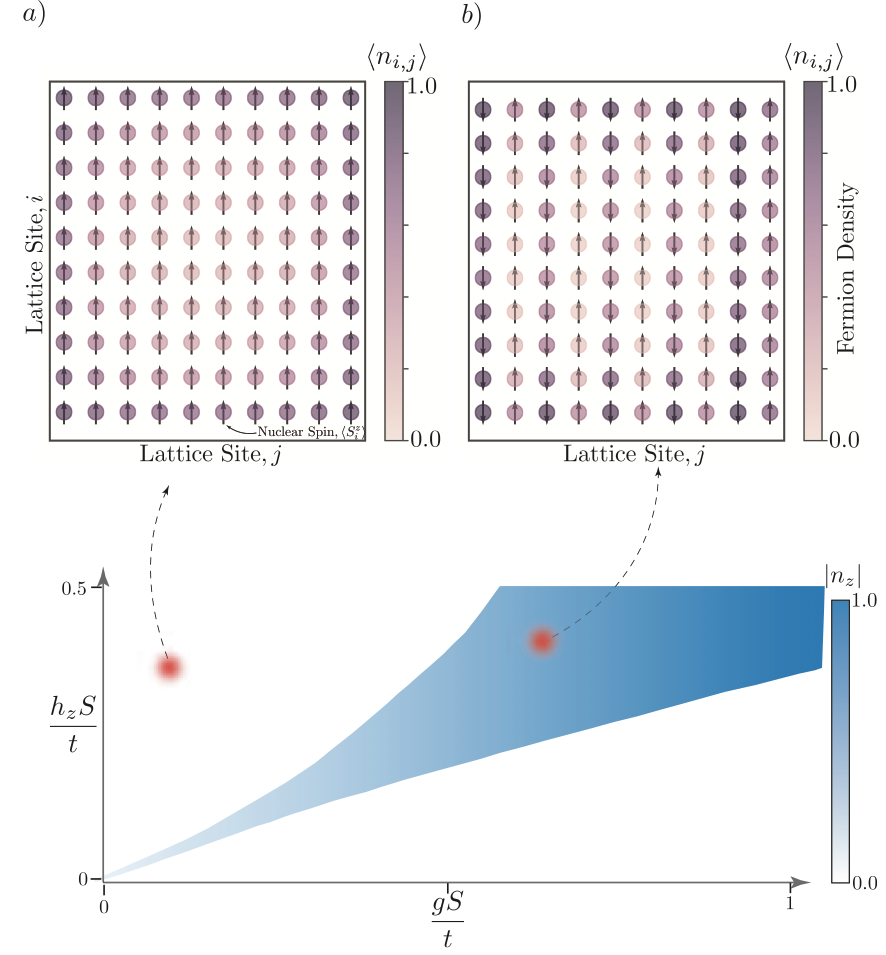 a)
b)
⟨n_{i,j}⟩
⟨n_{i,j}⟩
1.0
1.0
Lattice Site, i
Fermion Density
Nuclear Spin, ⟨S_i^z⟩
0.0
0.0
Lattice Site, j
Lattice Site, j
|n_z|
0.5
1.0
h_zS
t
0
0.0
0
gS
t
1